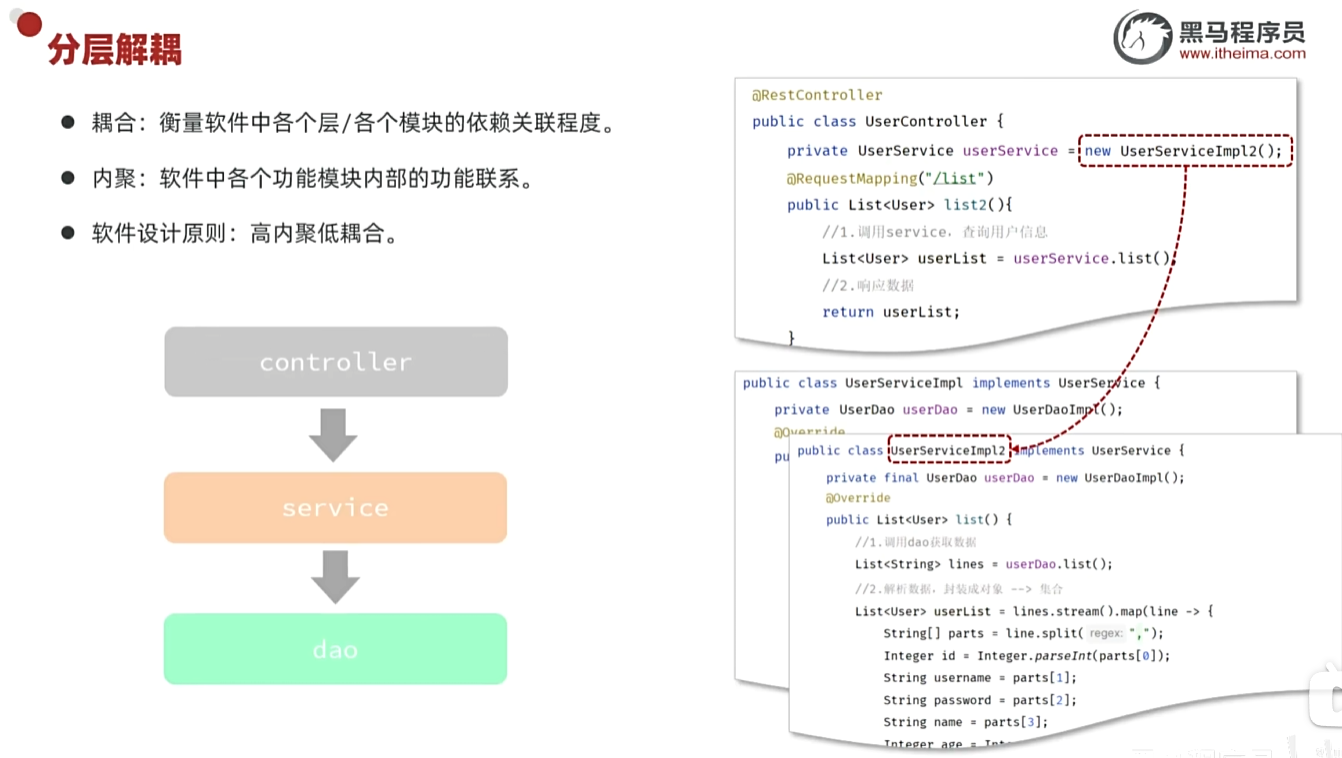 分层解耦
黑马程序员
www.itheima.com
● 耦合：衡量软件中各个层/各个模块的依赖关联程度。
● 内聚：软件中各个功能模块内部的功能联系。
● 软件设计原则：高内聚低耦合。
controller
service
dao
@RestController
public class UserController {
private UserService userService = new UserServiceImpl2();
@RequestMapping("/list")
public List<User> list2(){
//1.调用service，查询用户信息
List<User> userList = userService.list();
//2.响应数据
return userList;
}
public class UserServiceImpl implements UserService {
private UserDao userDao = new UserDaoImpl();
@Override
pu
public class UserServiceImpl2 implements UserService {
private final UserDao userDao = new UserDaoImpl();
@Override
public List<User> list() {
//1.调用dao获取数据
List<String> lines = userDao.list();
//2.解析数据，封装成对象 --> 集合
List<User> userList = lines.stream().map(line -> {
String[] parts = line.split( regex: ",");
Integer id = Integer.parseInt(parts[0]);
String username = parts[1];
String password = parts[2];
String name = parts[3];
Integer age =